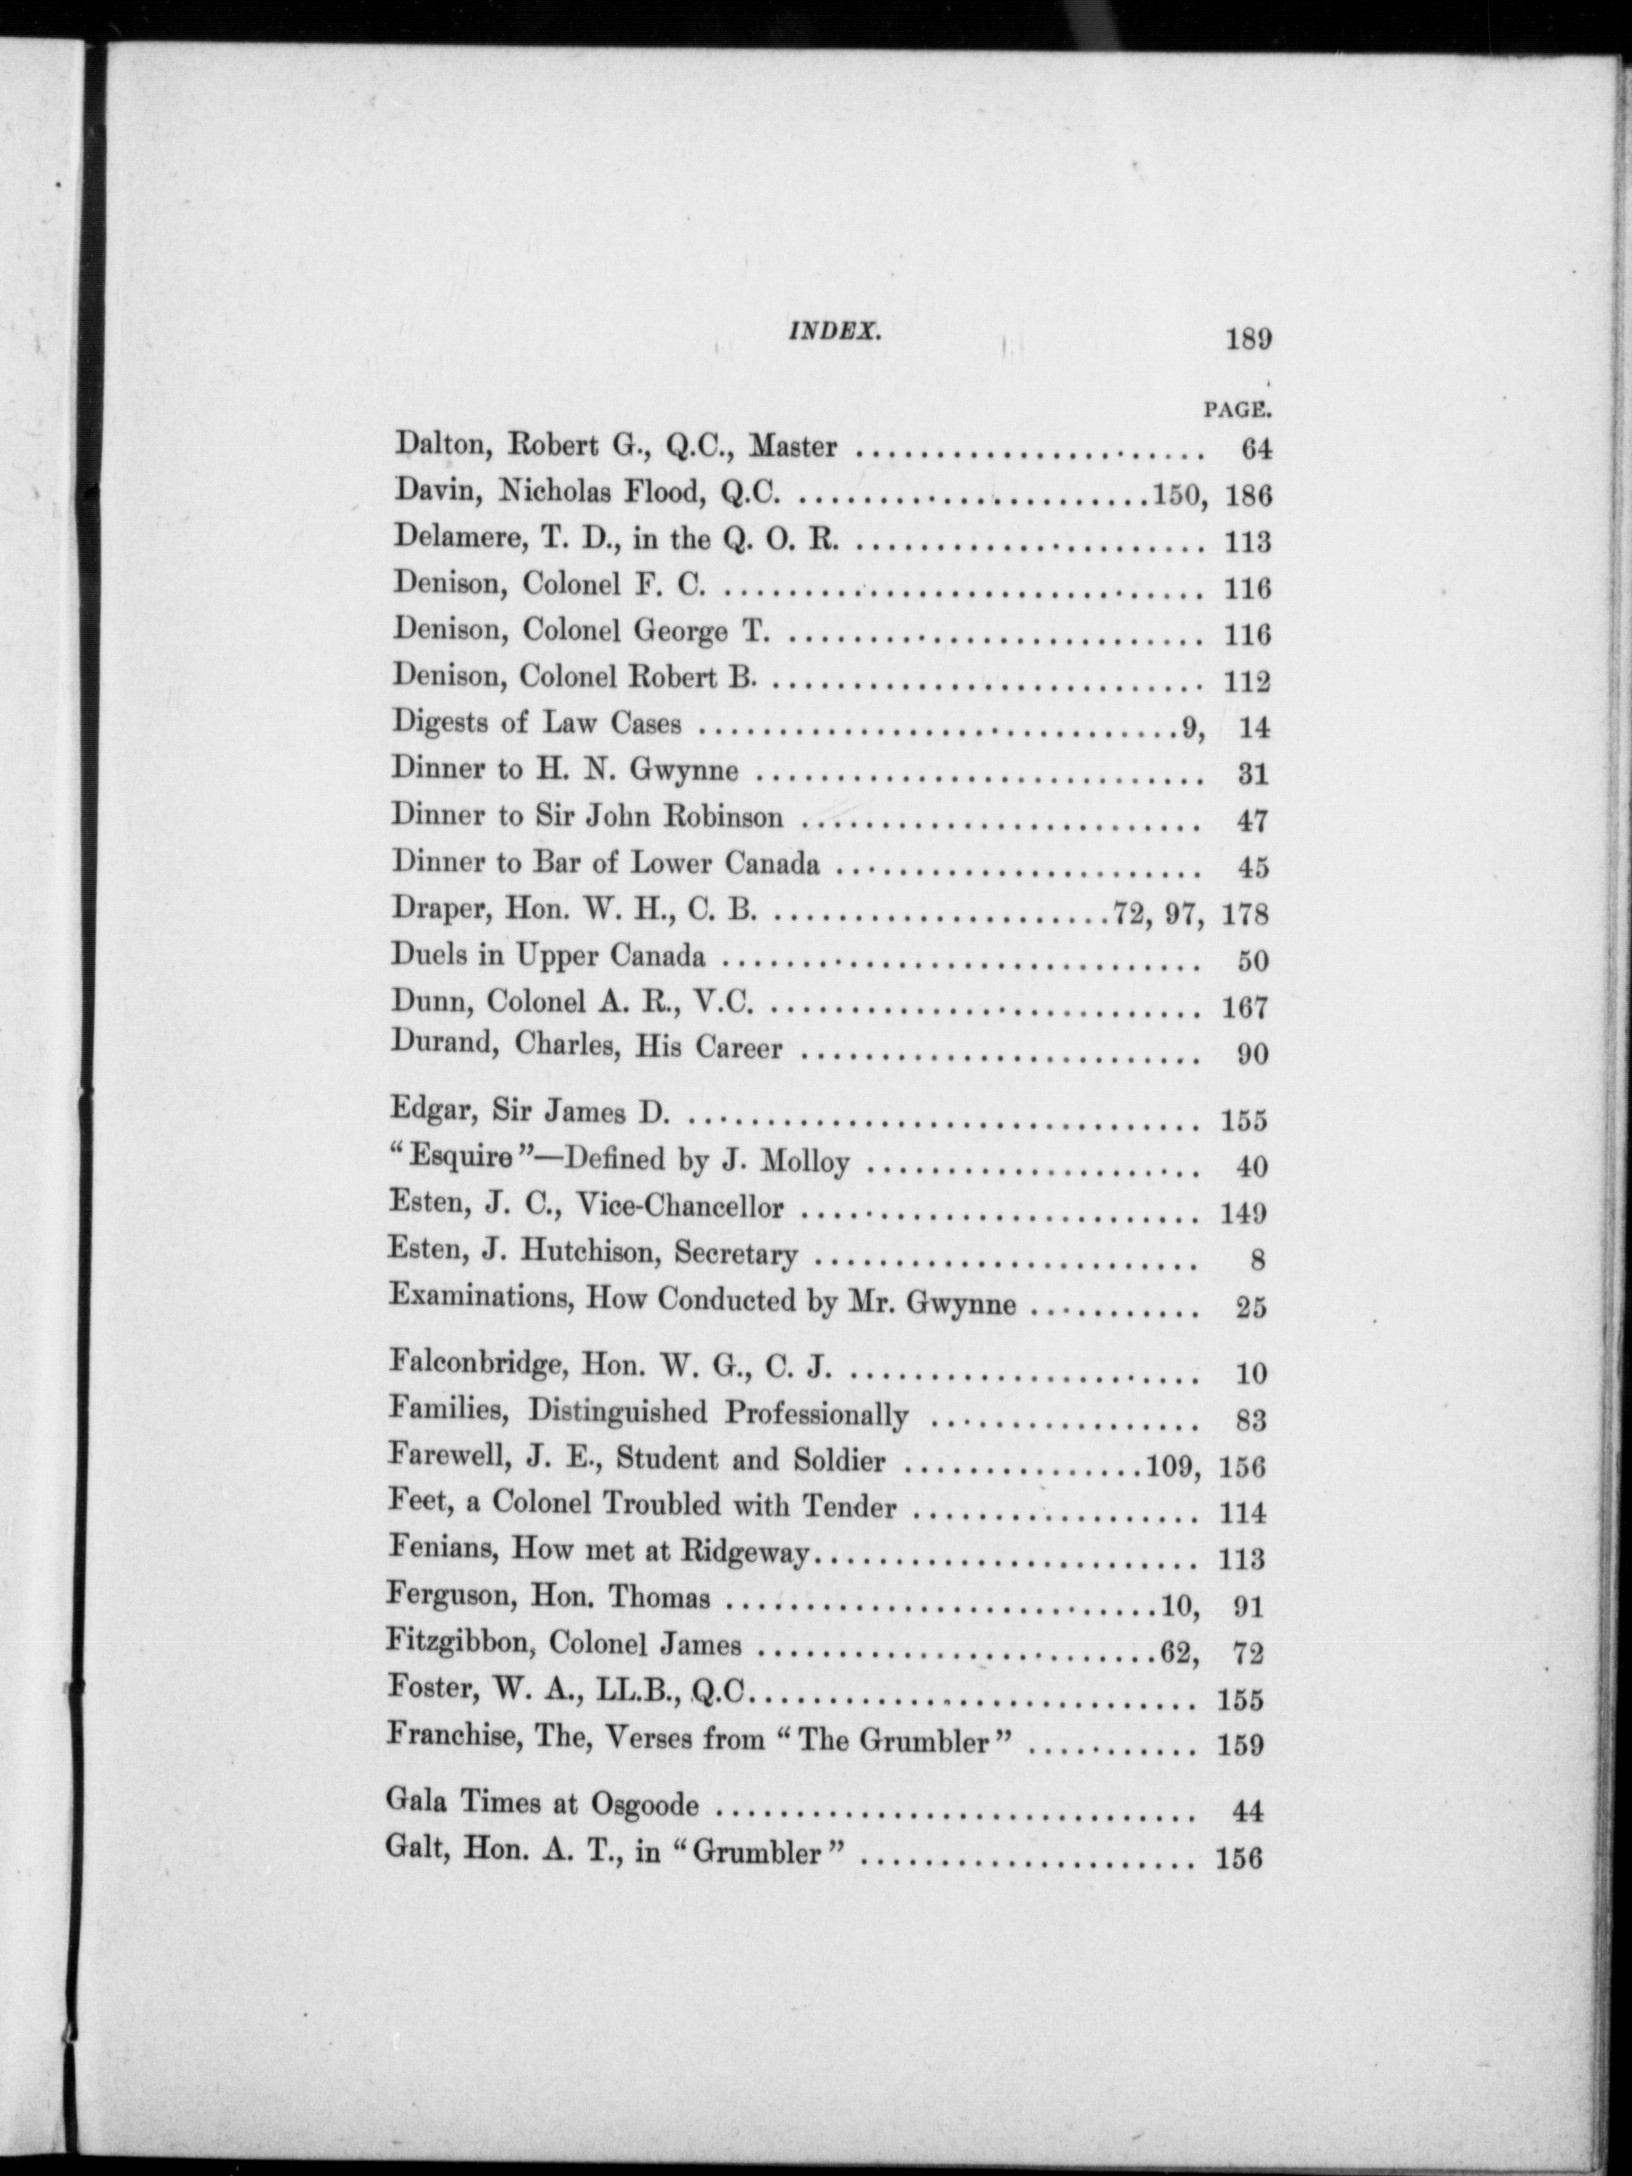 INDEX. 189
PAGE.
Dalton, Robert G., Q.C., Master ...................... 64
Davin, Nicholas Flood, Q.C. ......................150, 186
Delamere, T. D., in the Q. O. R. ...................... 113
Denison, Colonel F. C. .............................. 116
Denison, Colonel George T. .......................... 116
Denison, Colonel Robert B. ........................... 112
Digests of Law Cases ..............................9, 14
Dinner to H. N. Gwynne ............................ 31
Dinner to Sir John Robinson ......................... 47
Dinner to Bar of Lower Canada ....................... 45
Draper, Hon. W. H., C. B. .....................72, 97, 178
Duels in Upper Canada .............................. 50
Dunn, Colonel A. R., V.C. ........................... 167
Durand, Charles, His Career ......................... 90
Edgar, Sir James D. ................................ 155
“Esquire”—Defined by J. Molloy ..................... 40
Esten, J. C., Vice-Chancellor ......................... 149
Esten, J. Hutchison, Secretary ........................ 8
Examinations, How Conducted by Mr. Gwynne ........... 25
Falconbridge, Hon. W. G., C. J. ...................... 10
Families, Distinguished Professionally ................. 83
Farewell, J. E., Student and Soldier ...............109, 156
Feet, a Colonel Troubled with Tender .................. 114
Fenians, How met at Ridgeway........................ 113
Ferguson, Hon. Thomas ...........................10, 91
Fitzgibbon, Colonel James .........................62, 72
Foster, W. A., LL.B., Q.C............................ 155
Franchise, The, Verses from “The Grumbler” ........... 159
Gala Times at Osgoode .............................. 44
Galt, Hon. A. T., in “Grumbler” ..................... 156